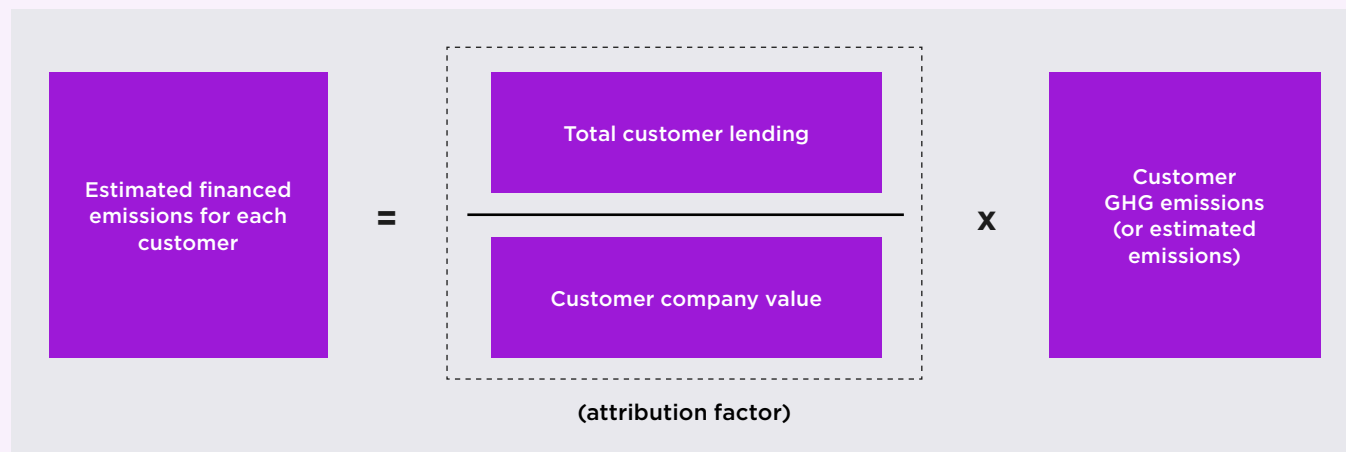 Estimated financed
emissions for each
customer
=
Total customer lending
Customer company value
(attribution factor)
x
Customer
GHG emissions
(or estimated
emissions)